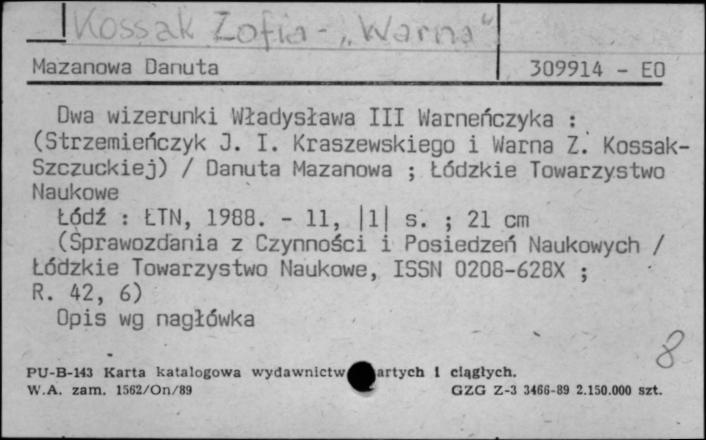 Kossak Zofia - „Warna”
Mazanowa Danuta 309914 - EO
Dwa wizerunki Władysława III Warneńczyka :
(Strzemieńczyk J. I. Kraszewskiego i Warna Z. Kossak-
Szczuckiej) / Danuta Mazanowa ; Łódzkie Towarzystwo
Naukowe
Łódź : ŁTN, 1988. - 11, |1| s. ; 21 cm
(Sprawozdania z Czynności i Posiedzeń Naukowych /
Łódzkie Towarzystwo Naukowe, ISSN 0208-628X ;
R. 42, 6)
Opis wg nagłówka
8
PU-B-143 Karta katalogowa wydawnictw artych i ciągłych.
W.A. zam. 1562/On/89 GZG Z-3 3466-89 2.150.000 szt.